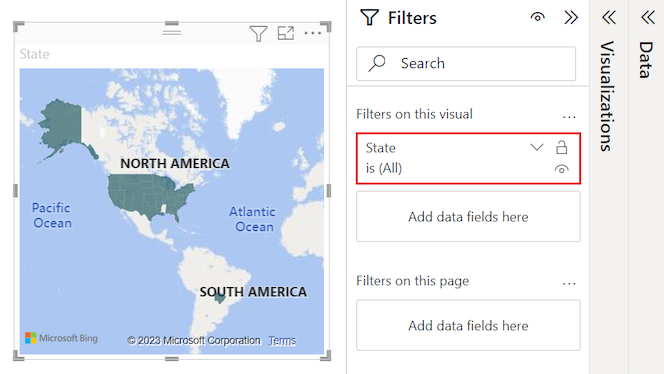 State
NORTH AMERICA
Pacific
Ocean
Atlantic
Ocean
SOUTH AMERICA
Microsoft Bing
© 2023 Microsoft Corporation Terms
Filters
Search
Filters on this visual
State
is (All)
Add data fields here
Filters on this page
Add data fields here
Visualizations
Data